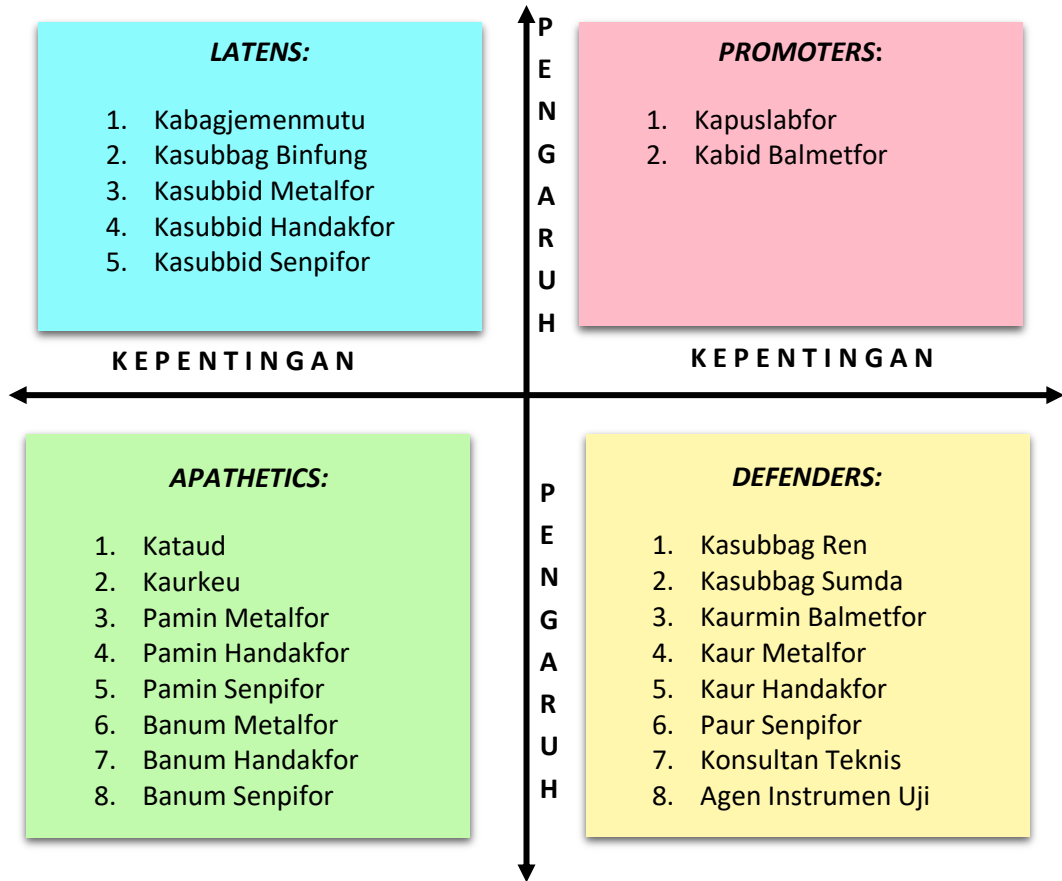 LATENS:
1. Kabagjemenmutu
2. Kasubbag Binfung
3. Kasubbid Metalfor
4. Kasubbid Handakfor
5. Kasubbid Senpifor
P
E
N
G
A
R
U
H
PROMOTERS:
1. Kapuslabfor
2. Kabid Balmetfor
K E P E N T I N G A N
K E P E N T I N G A N
APATHETICS:
1. Kataud
2. Kaurkeu
3. Pamin Metalfor
4. Pamin Handakfor
5. Pamin Senpifor
6. Banum Metalfor
7. Banum Handakfor
8. Banum Senpifor
P
E
N
G
A
R
U
H
DEFENDERS:
1. Kasubbag Ren
2. Kasubbag Sumda
3. Kaurmin Balmetfor
4. Kaur Metalfor
5. Kaur Handakfor
6. Paur Senpifor
7. Konsultan Teknis
8. Agen Instrumen Uji